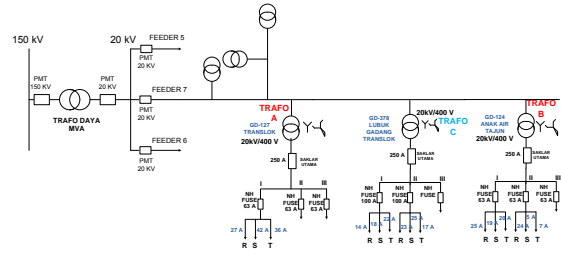 150 kV
20 kV
FEEDER 5
PMT
150 KV
PMT
20 KV
PMT
20 KV
FEEDER 7
TRAFO DAYA
MVA
PMT
20 KV
FEEDER 6
PMT
20 KV
TRAFO
A
GD-127
TRANSLOK
20kV/400 V
250 A
SAKLAR
UTAMA
I
II
III
NH
FUSE
63 A
NH
FUSE
63 A
NH
FUSE
63 A
27 A
42 A
36 A
R S T
20kV/400 V
TRAFO
C
GD-378
LUBUK
GADANG
TRANSLOK
250 A
SAKLAR
UTAMA
I
II
III
NH
FUSE
100 A
NH
FUSE
100 A
NH
FUSE
14 A
18 A
22 A
23 A
25 A
17 A
R S T
R S T
TRAFO
B
GD-124
ANAK AIR
TAJUN
20kV/400 V
250 A
SAKLAR
UTAMA
I
II
III
NH
FUSE
63 A
NH
FUSE
63 A
NH
FUSE
63 A
25 A
19 A
20 A
24 A
5 A
7 A
R S T
R S T